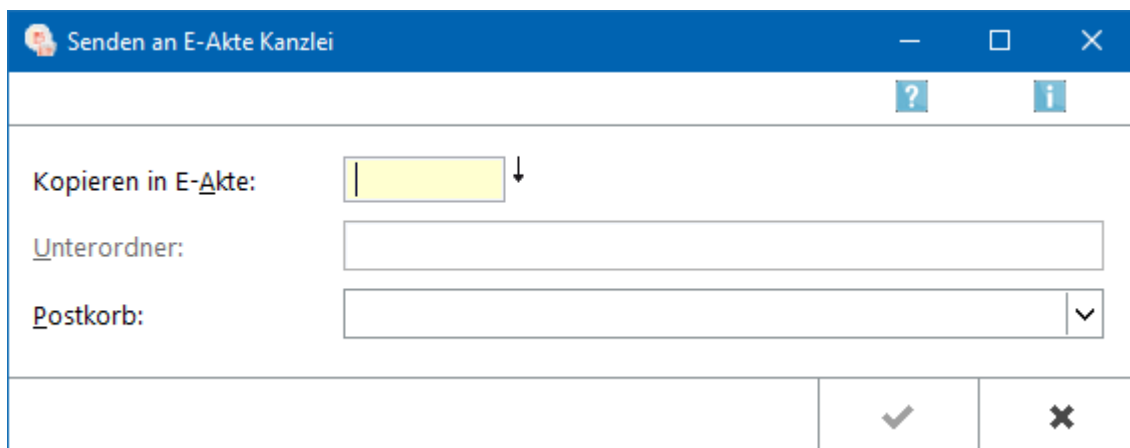 Senden an E-Akte Kanzlei
? i
Kopieren in E-Akte:
Unterordner:
Postkorb: